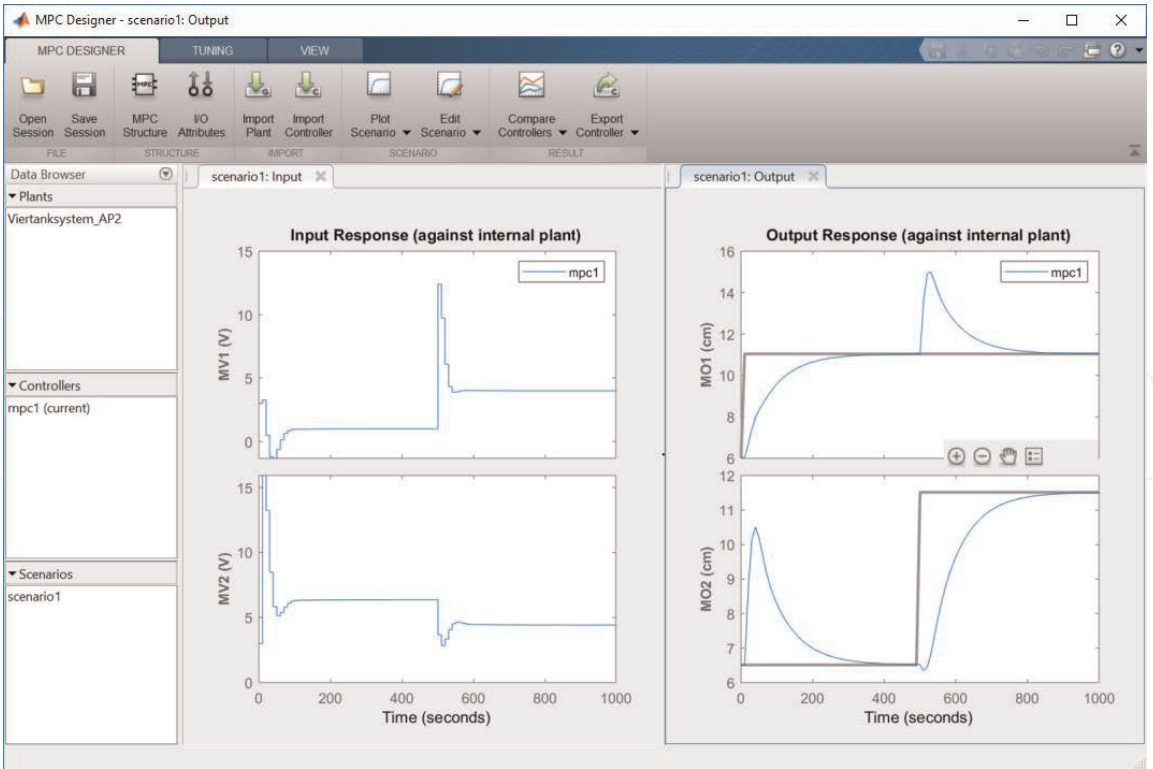 MPC Designer - scenario1: Output
MPC DESIGNER TUNING VIEW
Open Session
Save Session
MPC Structure
I/O Attributes
Import Plant
Import Controller
Plot Scenario
Edit Scenario
Compare Controllers
Export Controller
FILE STRUCTURE IMPORT SCENARIO RESULT
Data Browser
Plants
Viertanksystem_AP2
Controllers
mpc1 (current)
Scenarios
scenario1
scenario1: Input
Input Response (against internal plant)
mpc1
MV1 (V)
15
10
5
0
MV2 (V)
15
10
5
0
0 200 400 600 800 1000
Time (seconds)
scenario1: Output
Output Response (against internal plant)
mpc1
MO1 (cm)
16
14
12
10
8
6
MO2 (cm)
12
11
10
9
8
7
6
0 200 400 600 800 1000
Time (seconds)